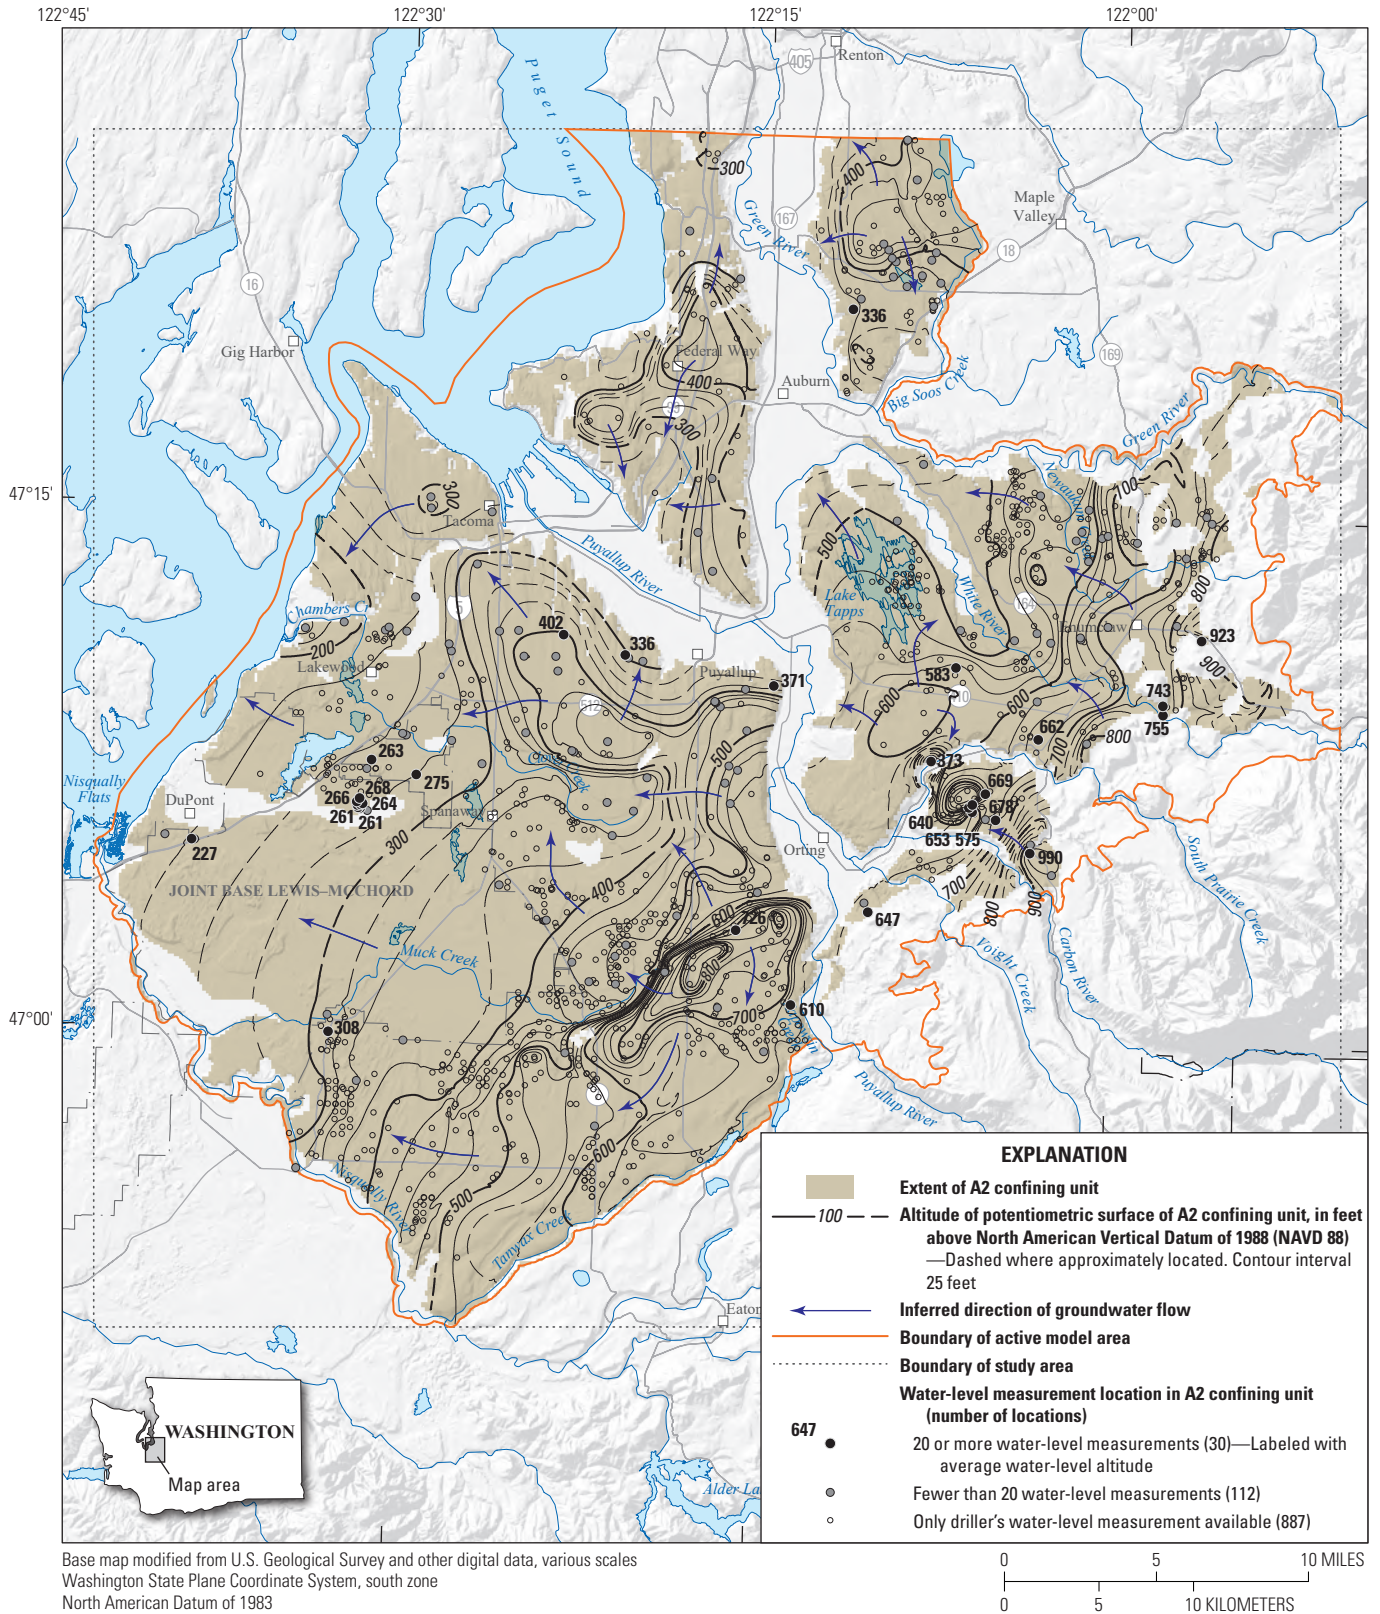 122°45'
122°30'
122°15'
122°00'
405
Renton
Puget Sound
300
400
Maple Valley
Green River
167
18
16
336
Gig Harbor
169
Federal Way
400
Auburn
Big Soos Creek
300
Green River
47°15'
300
Tacoma
700
500
Puyallup River
Lake Tapps
White River
800
Chambers Cr
5
164
402
336
923
200
Lakewood
Puyallup
371
583
900
743
512
410
600
600
755
662
800
263
500
373
700
Nisqually Flats
275
669
268
266
264
678
DuPont
261
261
Spanaway
640
653
575
Orting
227
300
990
South Prairie Creek
JOINT BASE LEWIS–MCCHORD
400
700
600
726
647
800
900
Muck Creek
Voight Creek
Carbon River
800
47°00'
308
700
610
Puyallup River
600
Nisqually River
500
Tanwax Creek
EXPLANATION
Extent of A2 confining unit
100
Altitude of potentiometric surface of A2 confining unit, in feet
above North American Vertical Datum of 1988 (NAVD 88)
—Dashed where approximately located. Contour interval
25 feet
Inferred direction of groundwater flow
Boundary of active model area
Boundary of study area
Water-level measurement location in A2 confining unit
(number of locations)
647
20 or more water-level measurements (30)—Labeled with
average water-level altitude
Fewer than 20 water-level measurements (112)
Only driller's water-level measurement available (887)
WASHINGTON
Map area
Base map modified from U.S. Geological Survey and other digital data, various scales
Washington State Plane Coordinate System, south zone
North American Datum of 1983
0 5 10 MILES
0 5 10 KILOMETERS